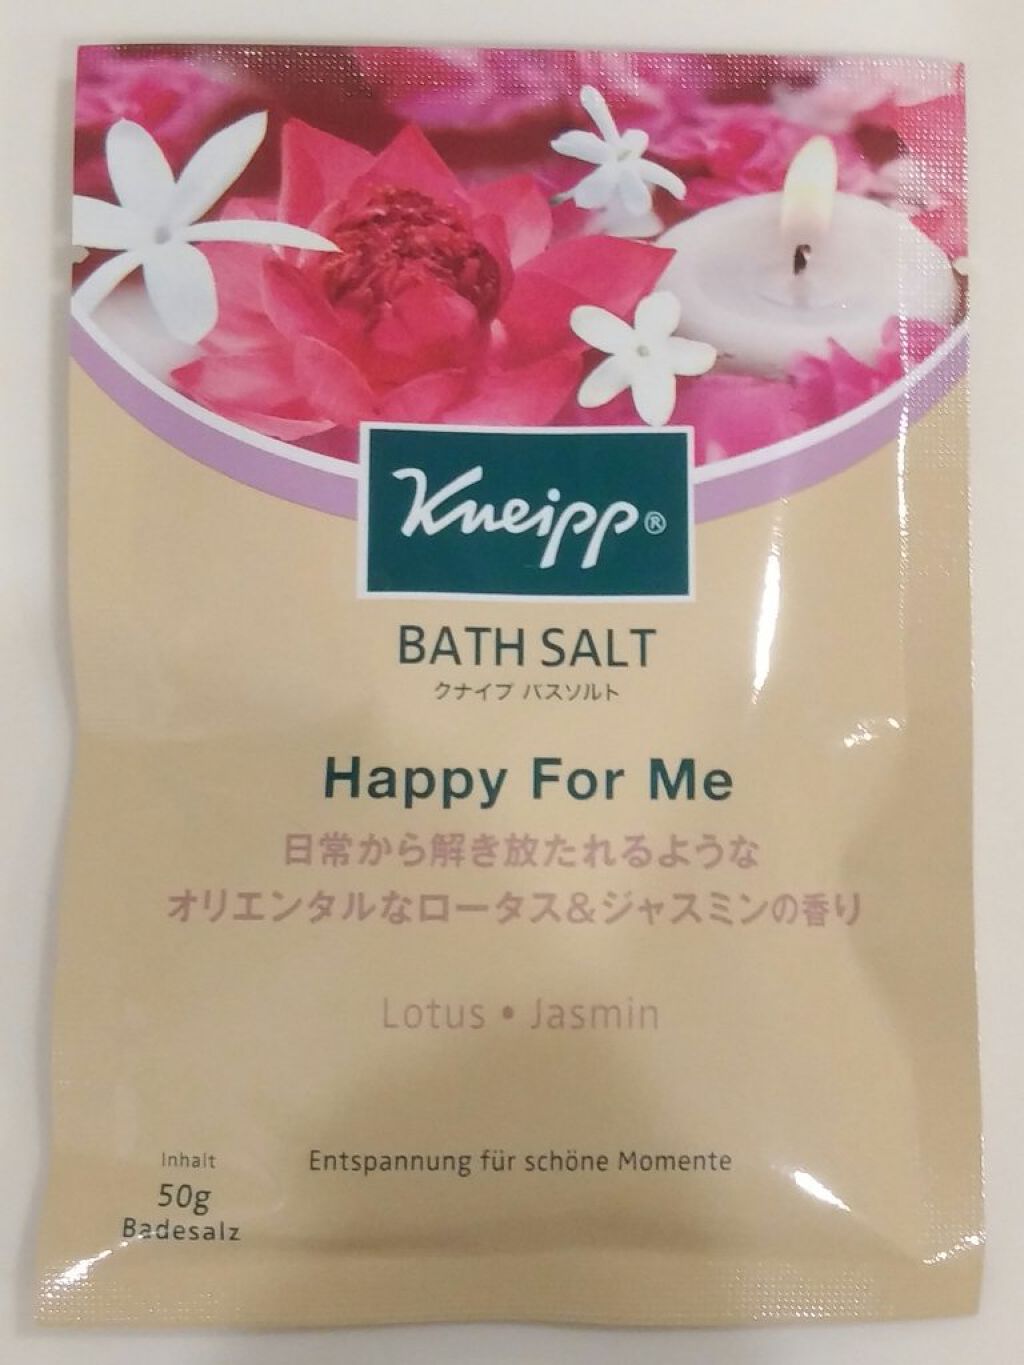 Kneipp®
BATH SALT
クナイプ バスソルト
Happy For Me
日常から解き放たれるような
オリエンタルなロータス&ジャスミンの香り
Lotus • Jasmin
Inhalt
50g
Badesalz
Entspannung für schöne Momente